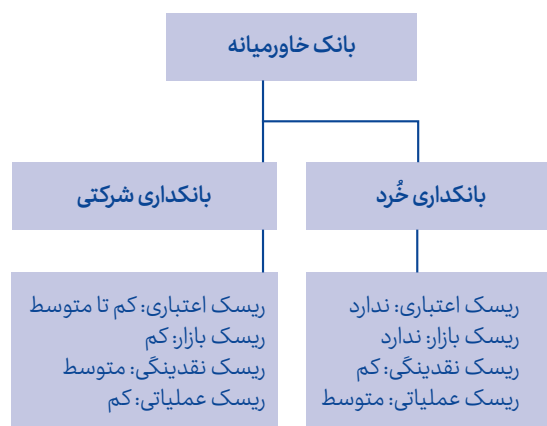 بانک خاورمیانه
بانکداری خُرد
بانکداری شرکتی
ریسک اعتباری: ندارد
ریسک بازار: ندارد
ریسک نقدینگی: کم
ریسک عملیاتی: متوسط
ریسک اعتباری: کم تا متوسط
ریسک بازار: کم
ریسک نقدینگی: متوسط
ریسک عملیاتی: کم